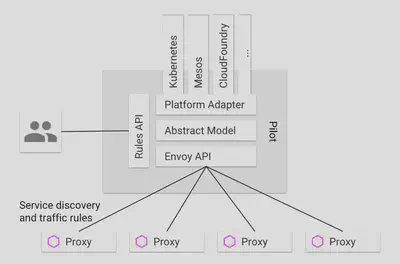 Kubernetes
Mesos
CloudFoundry
...
Platform Adapter
Rules API
Abstract Model
Pilot
Envoy API
Service discovery
and traffic rules
Proxy
Proxy
Proxy
Proxy